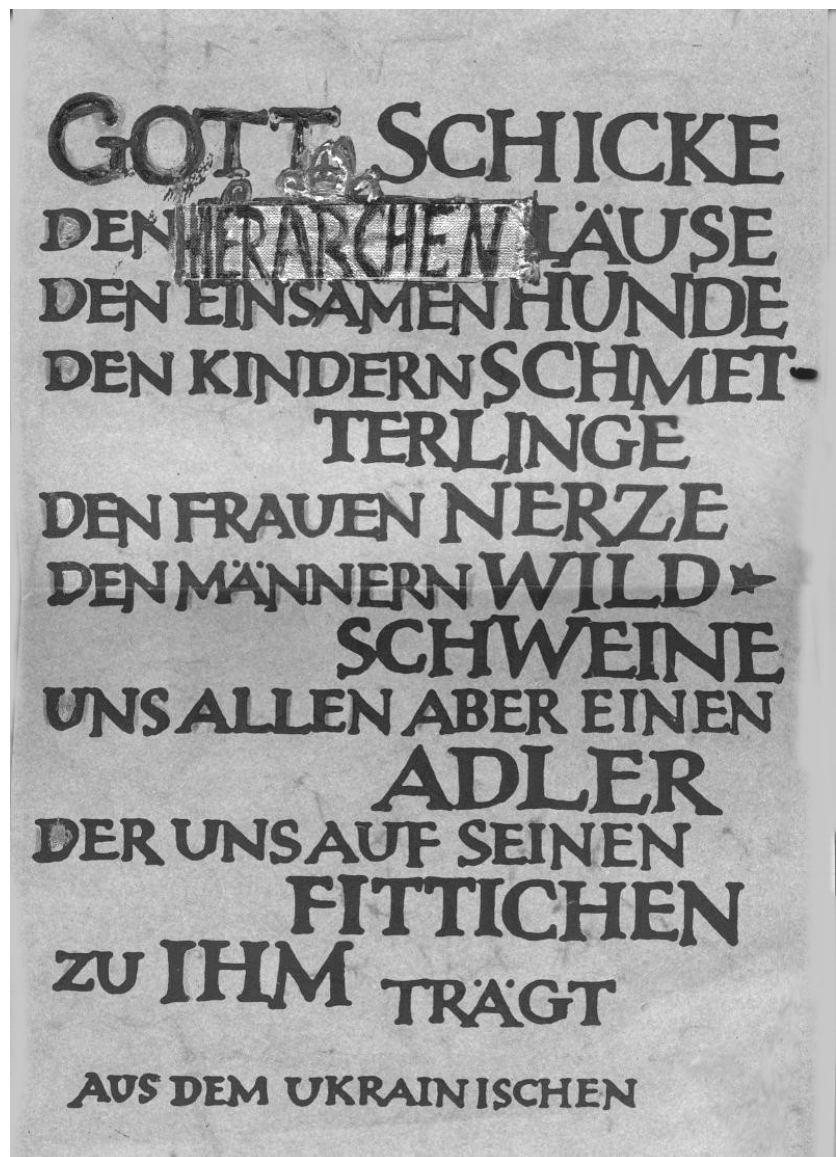 GOTT SCHICKE
DEN HIERARCHEN LÄUSE
DEN EINSAMEN HUNDE
DEN KINDERN SCHMET-
TERLINGE
DEN FRAUEN NERZE
DEN MÄNNERN WILD-
SCHWEINE
UNS ALLEN ABER EINEN
ADLER
DER UNS AUF SEINEN
FITTICHEN
ZU IHM TRÄGT
AUS DEM UKRAINISCHEN